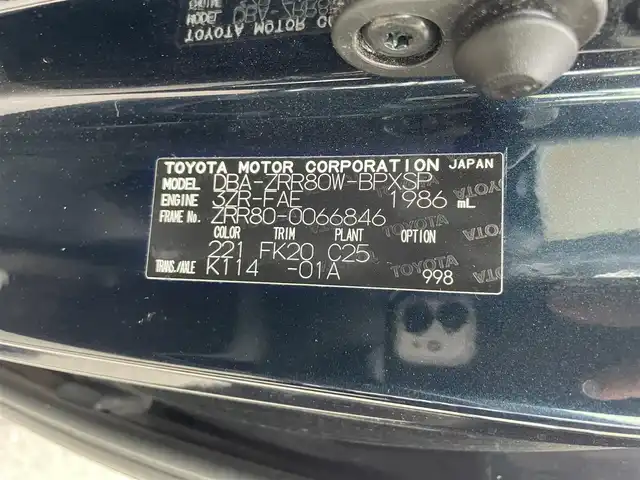 TOYOTA MOTOR CORPORATION JAPAN
MODEL DBA-ZRR80W-BPXSP
ENGINE 3ZR-FAE 1986 mL
FRAME NO. ZRR80-0066846
COLOR TRIM PLANT OPTION
221 FK20 C25
TRANS./AXLE K114 -01A 998